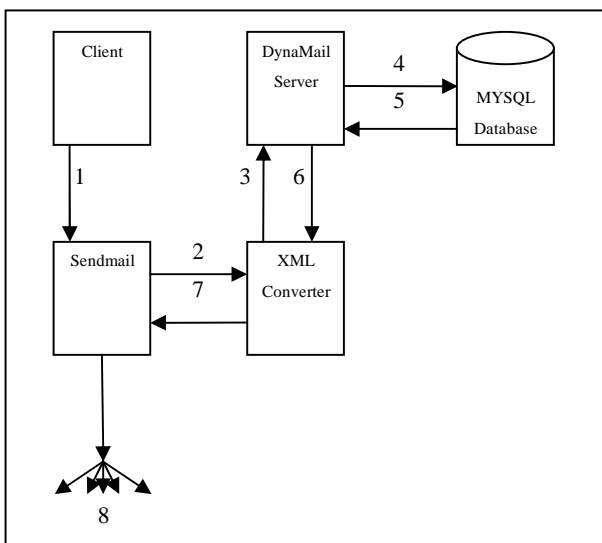 Client
DynaMail
Server
4
5
MYSQL
Database
1
3
6
Sendmail
2
7
XML
Converter
8